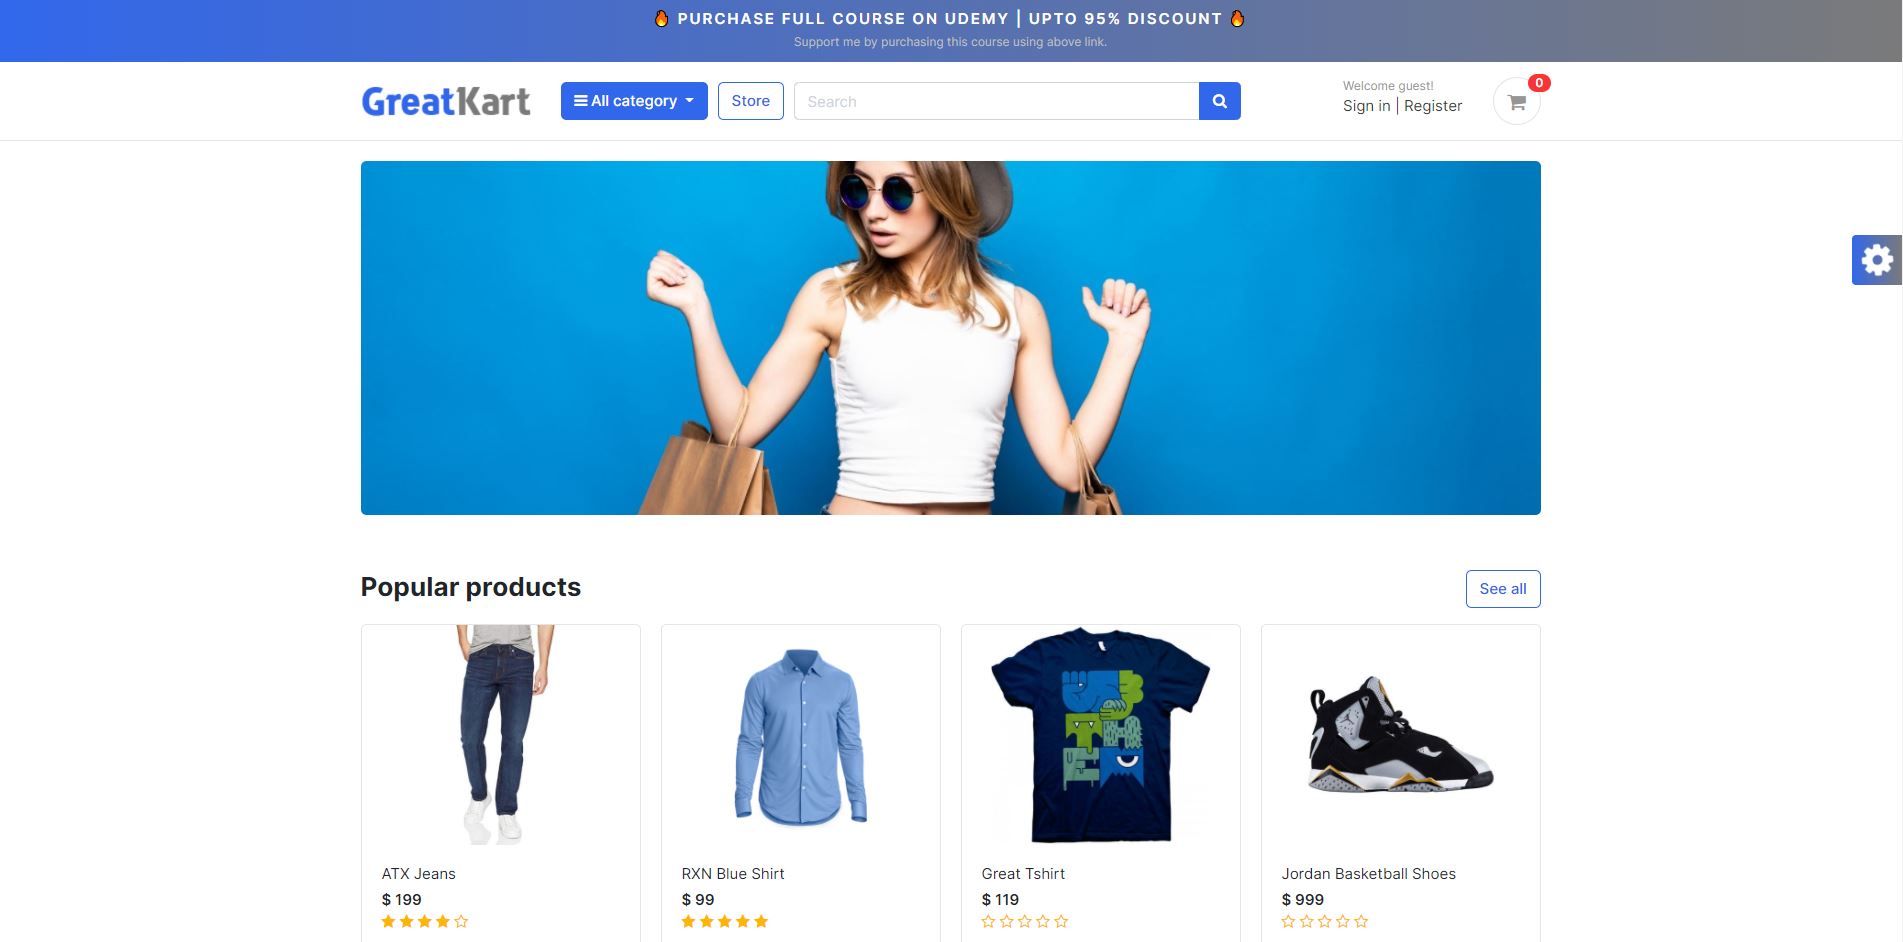 🔥 PURCHASE FULL COURSE ON UDEMY | UPTO 95% DISCOUNT 🔥
Support me by purchasing this course using above link.
GreatKart
All category
Store
Search
Welcome guest!
Sign in | Register
0
Popular products
See all
ATX Jeans
$ 199
RXN Blue Shirt
$ 99
Great Tshirt
$ 119
Jordan Basketball Shoes
$ 999